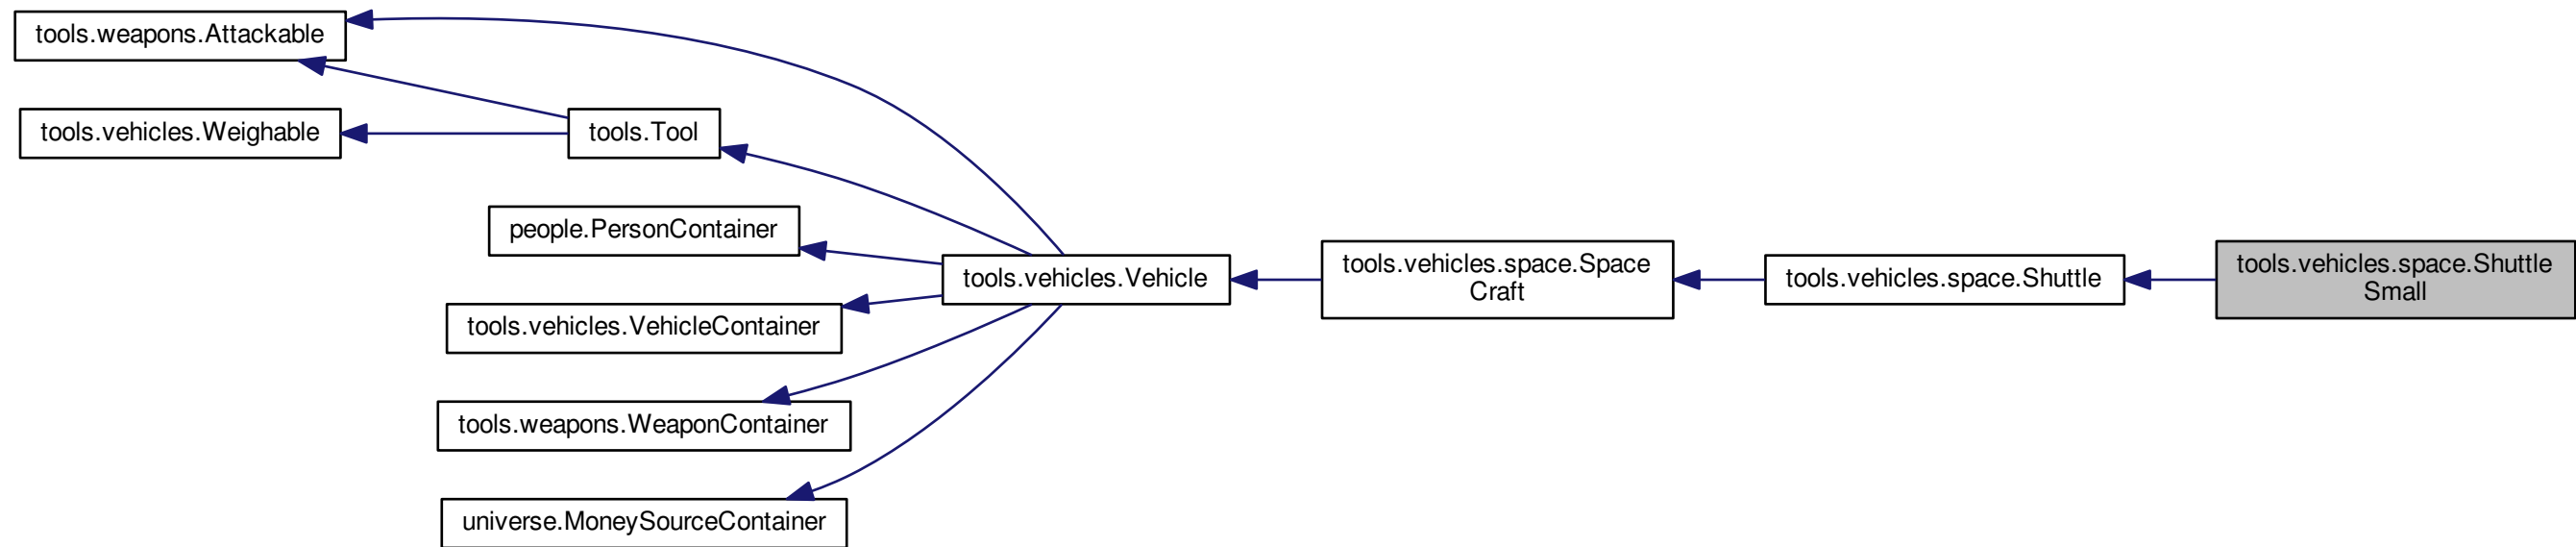 tools.weapons.Attackable
tools.vehicles.Weighable
tools.Tool
people.PersonContainer
tools.vehicles.VehicleContainer
tools.weapons.WeaponContainer
universe.MoneySourceContainer
tools.vehicles.Vehicle
tools.vehicles.space.Space
Craft
tools.vehicles.space.Shuttle
tools.vehicles.space.Shuttle
Small